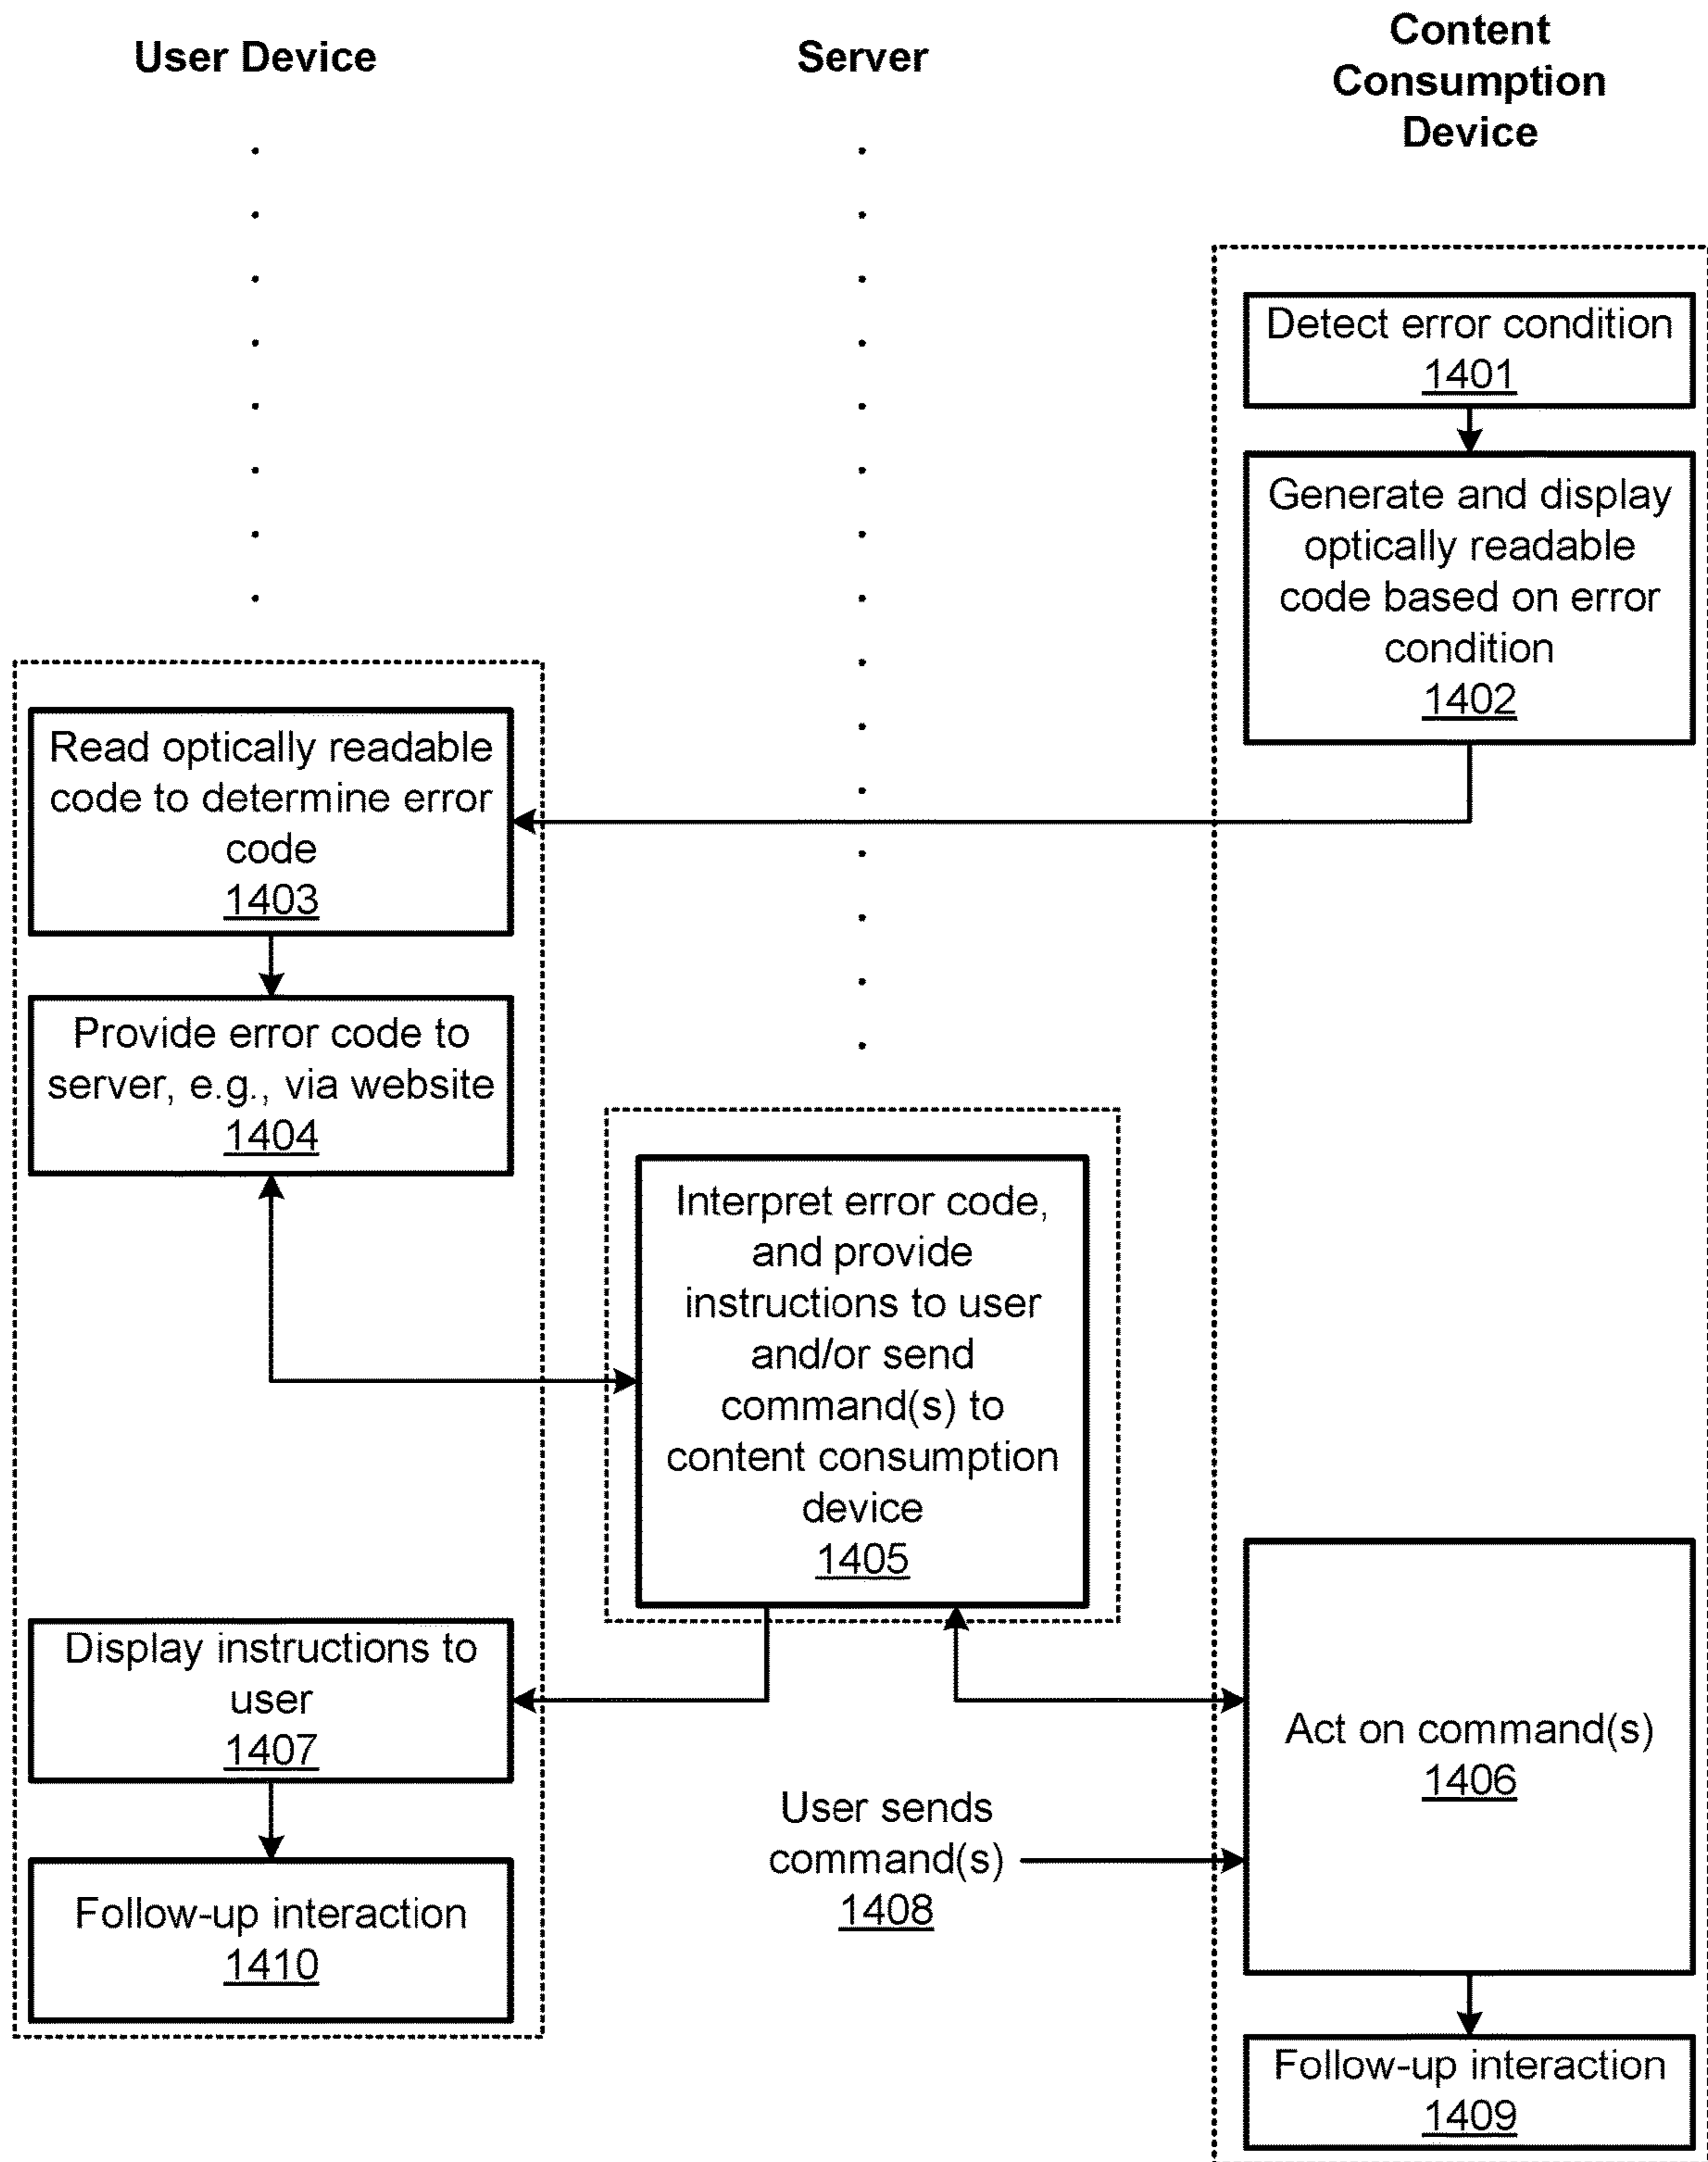 User Device
Server
Content
Consumption
Device
Detect error condition
1401
Generate and display
optically readable
code based on error
condition
1402
Read optically readable
code to determine error
code
1403
Provide error code to
server, e.g., via website
1404
Interpret error code,
and provide
instructions to user
and/or send
command(s) to
content consumption
device
1405
Act on command(s)
1406
Display instructions to
user
1407
User sends
command(s)
1408
Follow-up interaction
1410
Follow-up interaction
1409